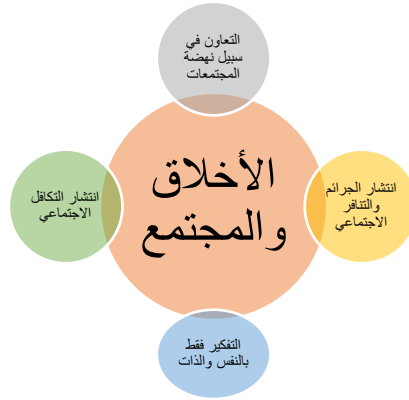 التعاون في
سبيل نهضة
المجتمعات
الأخلاق
والمجتمع
انتشار الجرائم
والتنافر
الاجتماعي
انتشار التكافل
الاجتماعي
التفكير فقط
بالنفس والذات